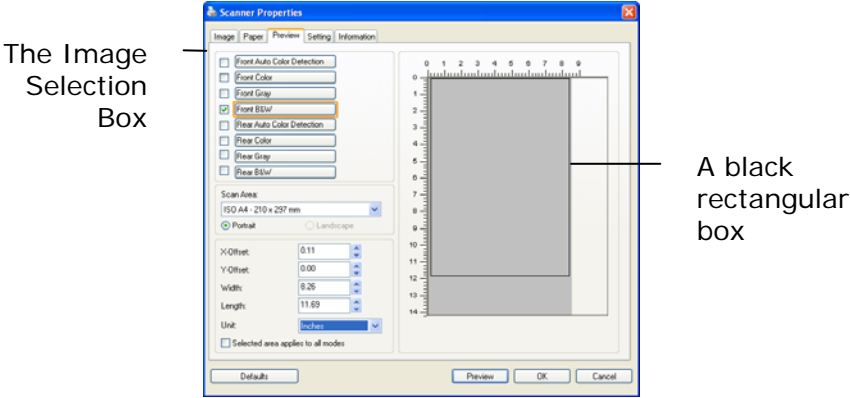 Scanner Properties
Image Paper Preview Setting Information
The Image
Selection
Box
Front Auto Color Detection
Front Color
Front Gray
Front B&W
Rear Auto Color Detection
Rear Color
Rear Gray
Rear B&W
Scan Area:
ISO A4 - 210 x 297 mm
Portrait Landscape
X-Offset: 0.11
Y-Offset: 0.00
Width: 8.26
Length: 11.69
Unit: Inches
Selected area applies to all modes
0 1 2 3 4 5 6 7 8 9
0
1
2
3
4
5
6
7
8
9
10
11
12
13
14
A black
rectangular
box
Defaults Preview OK Cancel